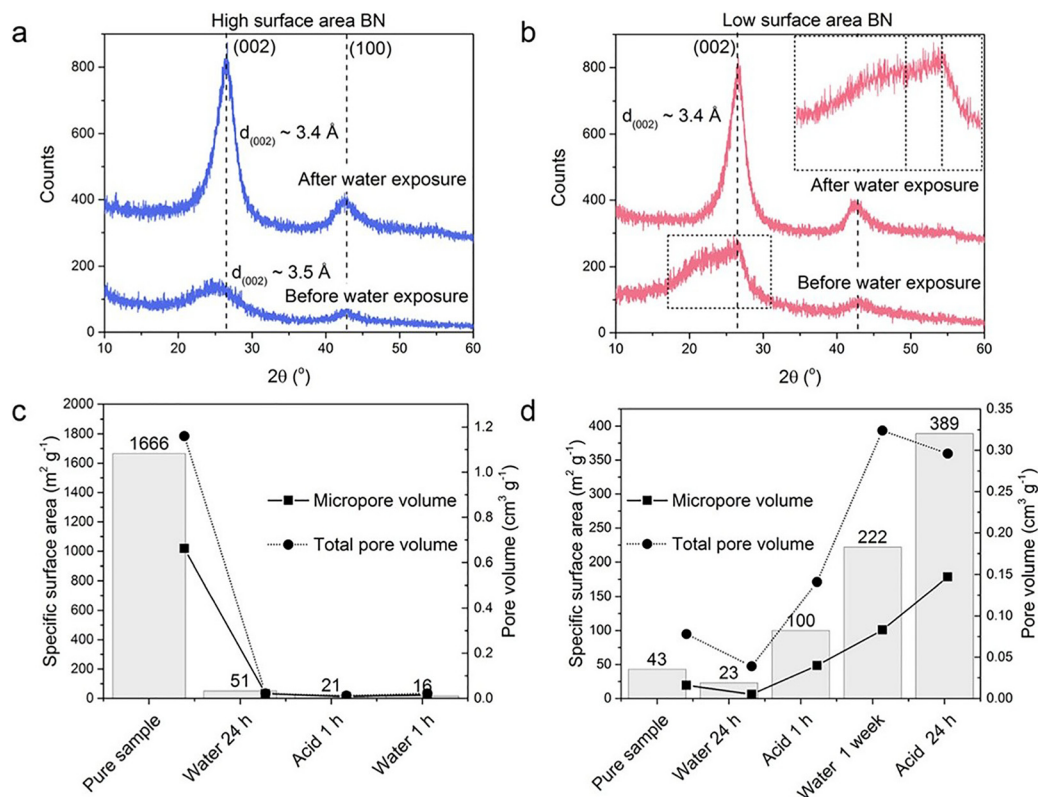 a
High surface area BN
(002)
(100)
d(002) ~ 3.4 Å
After water exposure
d(002) ~ 3.5 Å
Before water exposure
Counts
800
600
400
200
0
10 20 30 40 50 60
2θ (°)
b
Low surface area BN
(002)
d(002) ~ 3.4 Å
After water exposure
Before water exposure
Counts
800
600
400
200
0
10 20 30 40 50 60
2θ (°)
c
Specific surface area (m² g⁻¹)
2000
1800
1600
1400
1200
1000
800
600
400
200
0
1666
51
21
16
Micropore volume
Total pore volume
1.2
1.0
0.8
0.6
0.4
0.2
0.0
Pore volume (cm³ g⁻¹)
Pure sample
Water 24 h
Acid 1 h
Water 1 h
d
Specific surface area (m² g⁻¹)
400
350
300
250
200
150
100
50
0
43
23
100
222
389
Micropore volume
Total pore volume
0.35
0.30
0.25
0.20
0.15
0.10
0.05
0.00
Pore volume (cm³ g⁻¹)
Pure sample
Water 24 h
Acid 1 h
Water 1 week
Acid 24 h